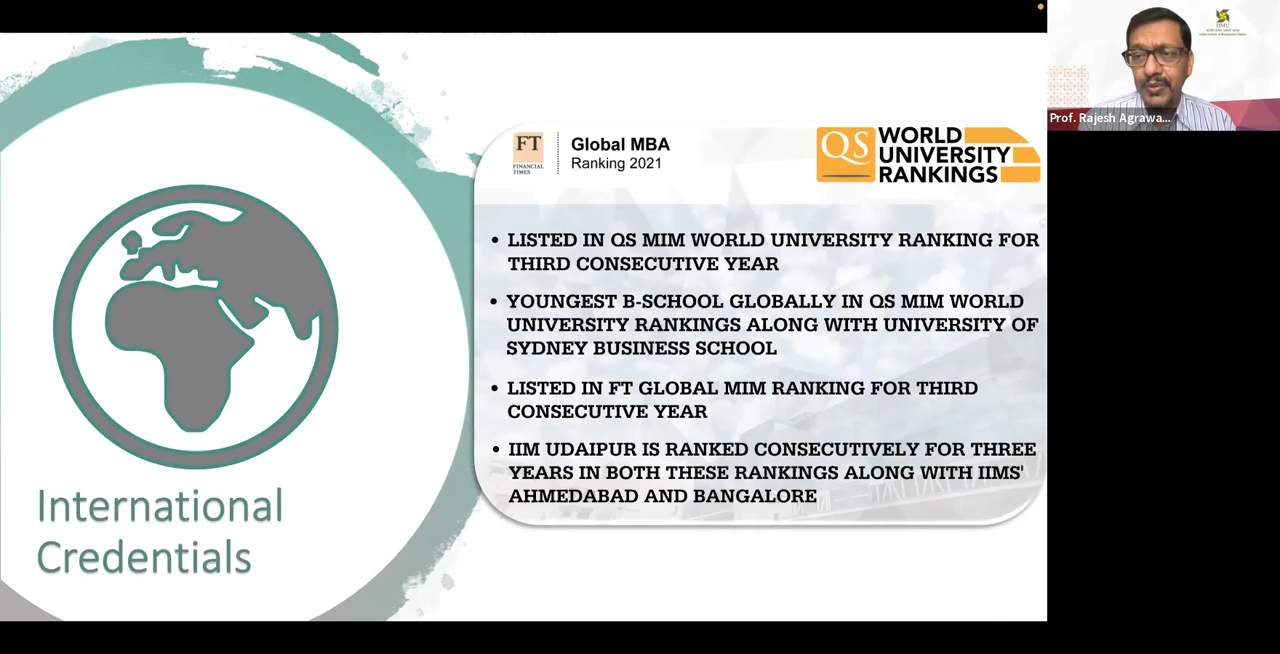 FT
FINANCIAL
TIMES
Global MBA
Ranking 2021
QS
WORLD
UNIVERSITY
RANKINGS
IIMU
Prof. Rajesh Agrawa...
• LISTED IN QS MIM WORLD UNIVERSITY RANKING FOR
THIRD CONSECUTIVE YEAR
• YOUNGEST B-SCHOOL GLOBALLY IN QS MIM WORLD
UNIVERSITY RANKINGS ALONG WITH UNIVERSITY OF
SYDNEY BUSINESS SCHOOL
• LISTED IN FT GLOBAL MIM RANKING FOR THIRD
CONSECUTIVE YEAR
• IIM UDAIPUR IS RANKED CONSECUTIVELY FOR THREE
YEARS IN BOTH THESE RANKINGS ALONG WITH IIMS'
AHMEDABAD AND BANGALORE
International
Credentials